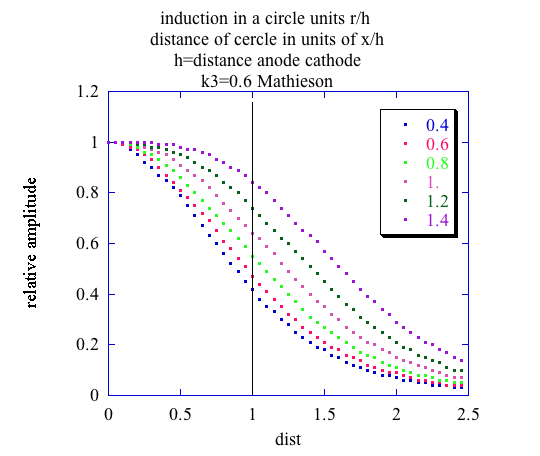 induction in a circle units r/h
distance of cercle in units of x/h
h=distance anode cathode
k3=0.6 Mathieson
1.2
1
0.8
0.6
0.4
0.2
0
relative amplitude
0.4
0.6
0.8
1.
1.2
1.4
0 0.5 1 1.5 2 2.5
dist